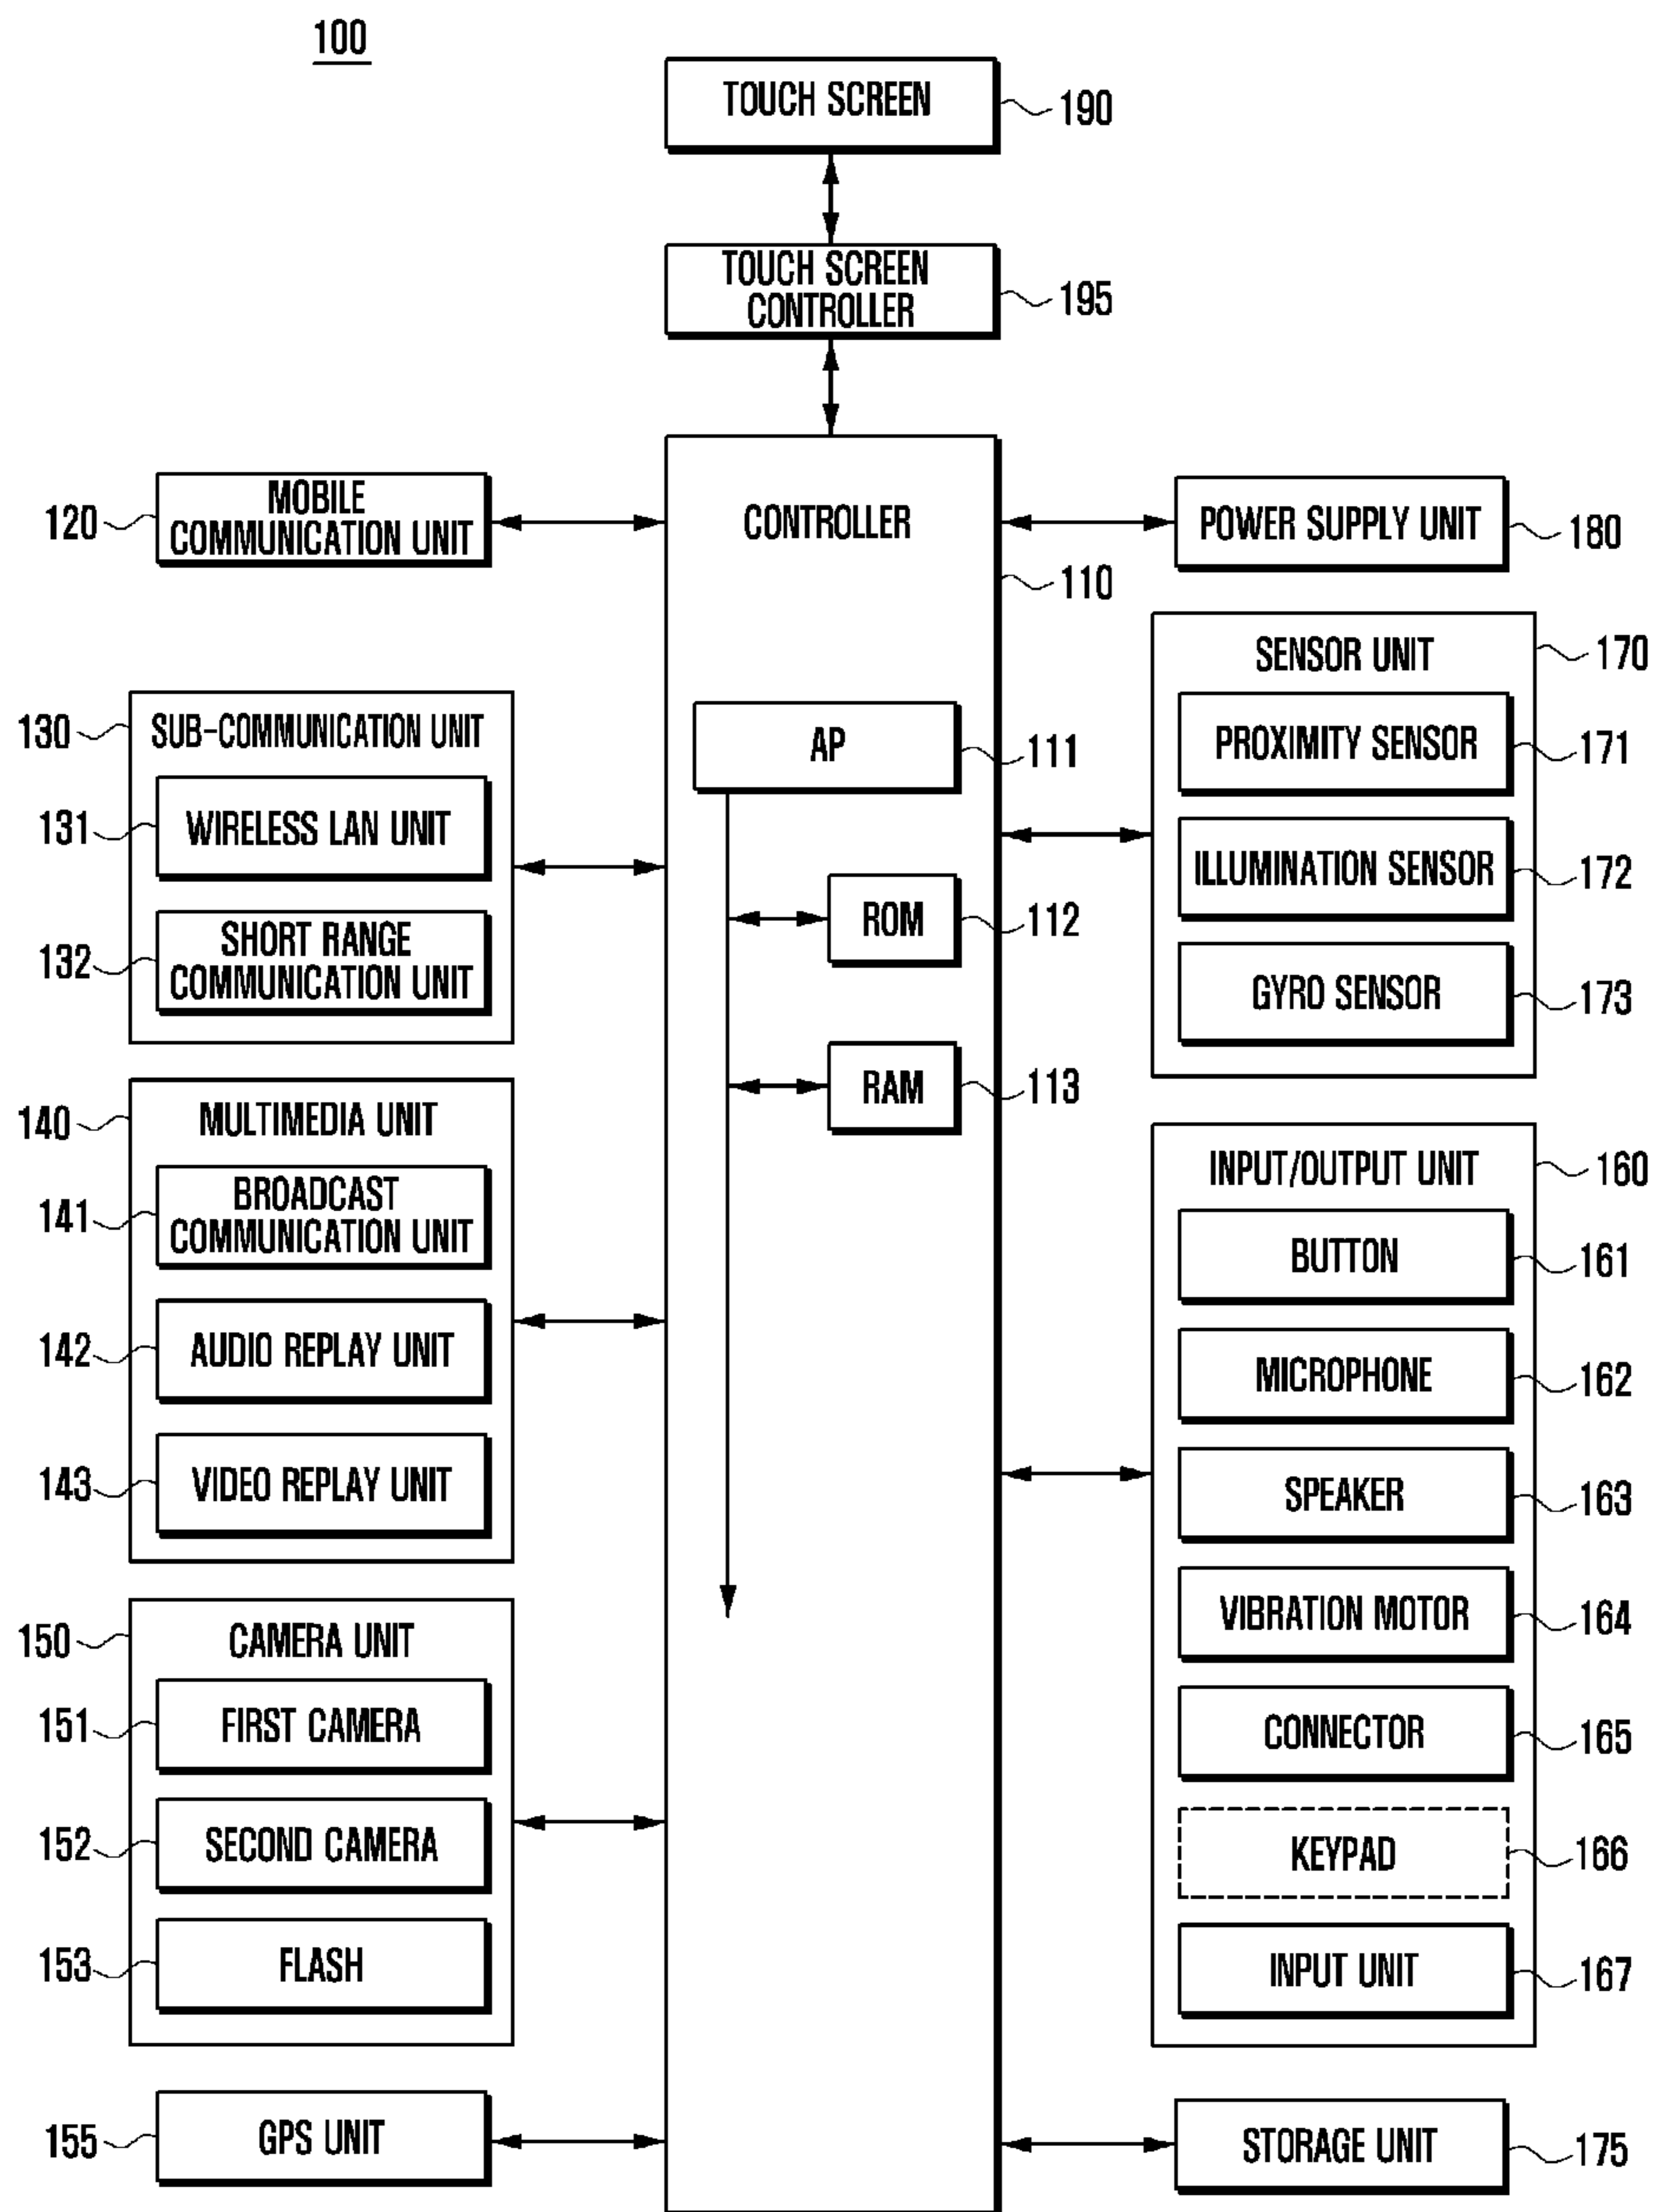 100
TOUCH SCREEN
190
TOUCH SCREEN
CONTROLLER
195
MOBILE
COMMUNICATION UNIT
120
CONTROLLER
110
POWER SUPPLY UNIT
180
130
SUB-COMMUNICATION UNIT
131
WIRELESS LAN UNIT
132
SHORT RANGE
COMMUNICATION UNIT
140
MULTIMEDIA UNIT
141
BROADCAST
COMMUNICATION UNIT
142
AUDIO REPLAY UNIT
143
VIDEO REPLAY UNIT
150
CAMERA UNIT
151
FIRST CAMERA
152
SECOND CAMERA
153
FLASH
155
GPS UNIT
AP
111
ROM
112
RAM
113
SENSOR UNIT
170
PROXIMITY SENSOR
171
ILLUMINATION SENSOR
172
GYRO SENSOR
173
INPUT/OUTPUT UNIT
160
BUTTON
161
MICROPHONE
162
SPEAKER
163
VIBRATION MOTOR
164
CONNECTOR
165
KEYPAD
166
INPUT UNIT
167
STORAGE UNIT
175